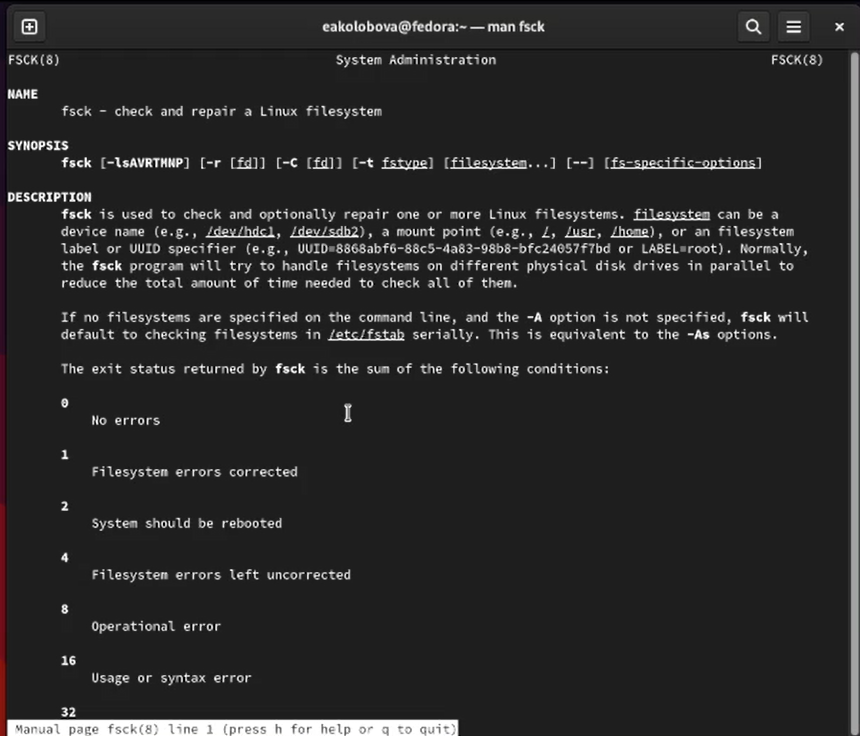 eakolobova@fedora:~ — man fsck
FSCK(8) System Administration FSCK(8)
NAME
fsck - check and repair a Linux filesystem
SYNOPSIS
fsck [-lsAVRTMNP] [-r [fd]] [-C [fd]] [-t fstype] [filesystem...] [--] [fs-specific-options]
DESCRIPTION
fsck is used to check and optionally repair one or more Linux filesystems. filesystem can be a
device name (e.g., /dev/hdc1, /dev/sdb2), a mount point (e.g., /, /usr, /home), or an filesystem
label or UUID specifier (e.g., UUID=8868abf6-88c5-4a83-98b8-bfc24057f7bd or LABEL=root). Normally,
the fsck program will try to handle filesystems on different physical disk drives in parallel to
reduce the total amount of time needed to check all of them.
If no filesystems are specified on the command line, and the -A option is not specified, fsck will
default to checking filesystems in /etc/fstab serially. This is equivalent to the -As options.
The exit status returned by fsck is the sum of the following conditions:
0
No errors
1
Filesystem errors corrected
2
System should be rebooted
4
Filesystem errors left uncorrected
8
Operational error
16
Usage or syntax error
32
Manual page fsck(8) line 1 (press h for help or q to quit)